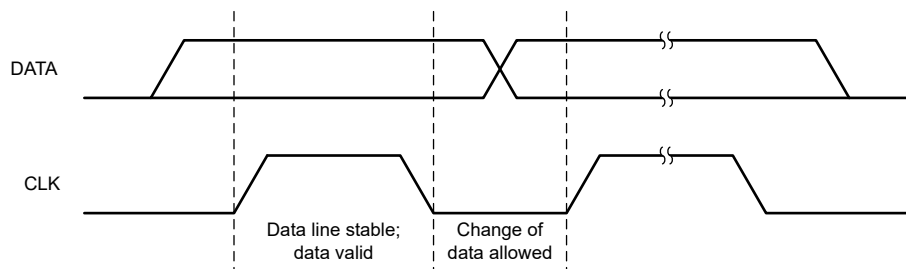 DATA
CLK
Data line stable;
data valid
Change of
data allowed